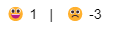 😃 1 | 🙁 -3